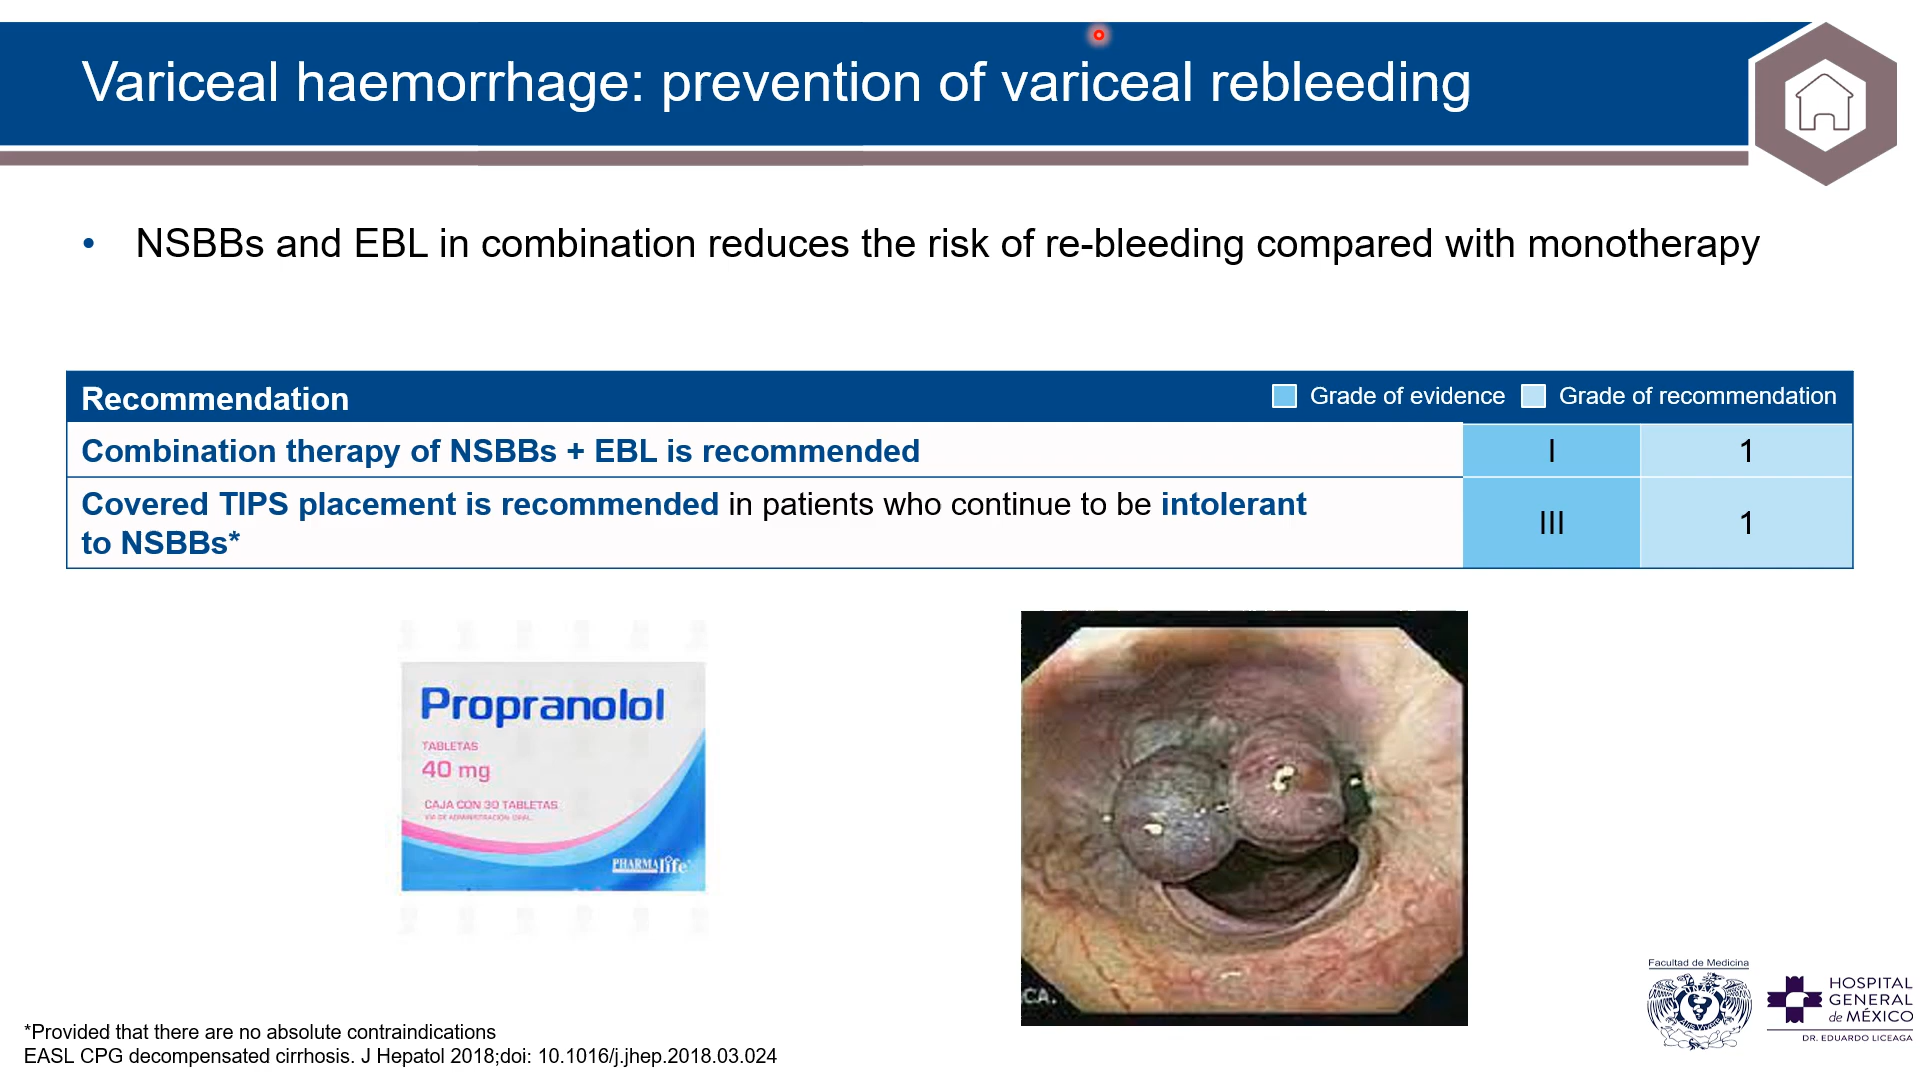 Variceal haemorrhage: prevention of variceal rebleeding
• NSBBs and EBL in combination reduces the risk of re-bleeding compared with monotherapy
Recommendation Grade of evidence Grade of recommendation
Combination therapy of NSBBs + EBL is recommended I 1
Covered TIPS placement is recommended in patients who continue to be intolerant
to NSBBs* III 1
Propranolol
TABLETAS
40 mg
CAJA CON 30 TABLETAS
VIA DE ADMINISTRACIÓN ORAL
PHARMAlife
CA.
Facultad de Medicina
HOSPITAL
GENERAL
de MÉXICO
DR. EDUARDO LICEAGA
*Provided that there are no absolute contraindications
EASL CPG decompensated cirrhosis. J Hepatol 2018;doi: 10.1016/j.jhep.2018.03.024